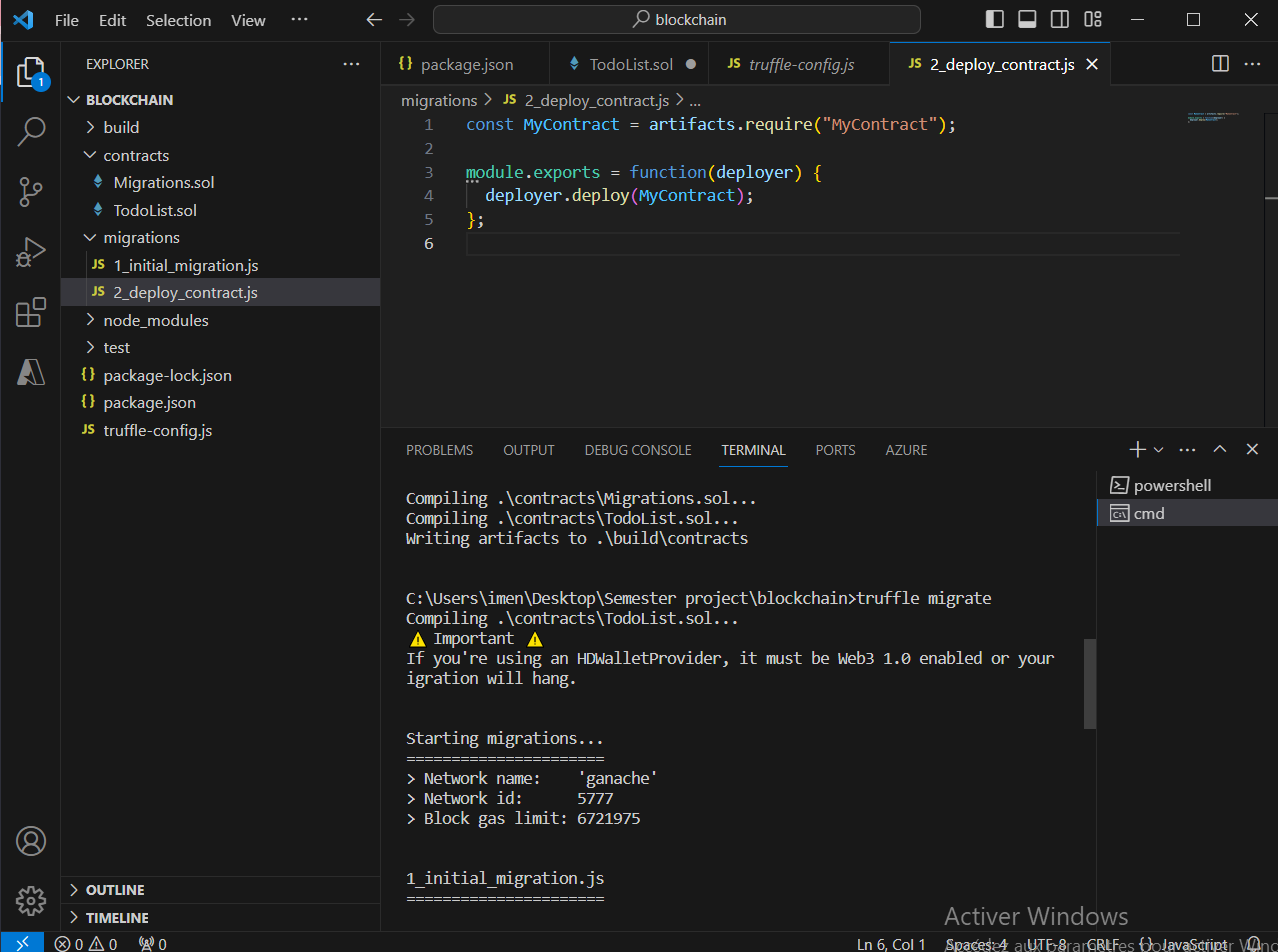 File Edit Selection View ··· blockchain
EXPLORER ···
1
BLOCKCHAIN
build
contracts
Migrations.sol
TodoList.sol
migrations
JS 1_initial_migration.js
JS 2_deploy_contract.js
node_modules
test
{} package-lock.json
{} package.json
JS truffle-config.js
OUTLINE
TIMELINE
{} package.json TodoList.sol JS truffle-config.js JS 2_deploy_contract.js
migrations > JS 2_deploy_contract.js > ...
1 const MyContract = artifacts.require("MyContract");
2
3 module.exports = function(deployer) {
4 deployer.deploy(MyContract);
5 };
6
PROBLEMS OUTPUT DEBUG CONSOLE TERMINAL PORTS AZURE
powershell
cmd
Compiling .\contracts\Migrations.sol...
Compiling .\contracts\TodoList.sol...
Writing artifacts to .\build\contracts
C:\Users\imen\Desktop\Semester project\blockchain>truffle migrate
Compiling .\contracts\TodoList.sol...
⚠ Important ⚠
If you're using an HDWalletProvider, it must be Web3 1.0 enabled or your
igration will hang.
Starting migrations...
======================
> Network name: 'ganache'
> Network id: 5777
> Block gas limit: 6721975
1_initial_migration.js
======================
Activer Windows
0 0 0 Ln 6, Col 1 Spaces: 4 UTF-8 CRLF {} JavaScript